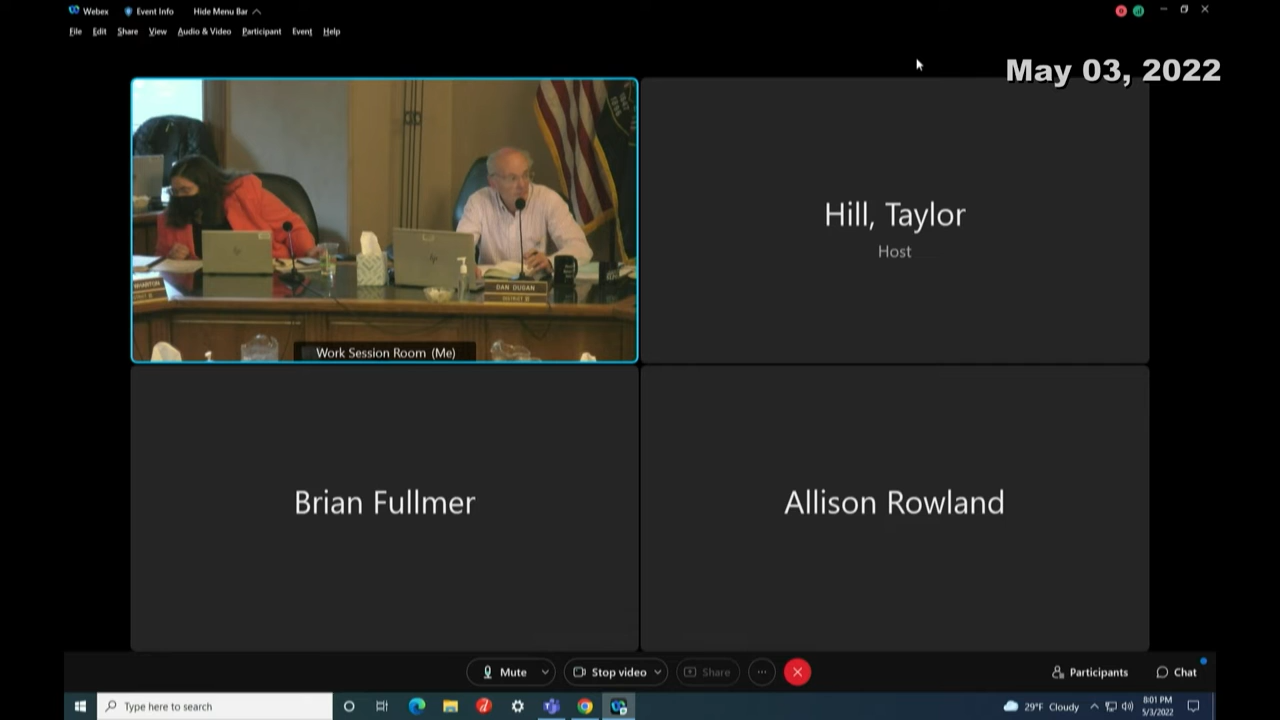 Webex Event Info Hide Menu Bar
File Edit Share View Audio & Video Participant Event Help
May 03, 2022
WHARTON
DAN DUGAN
Work Session Room (Me)
Hill, Taylor
Host
Brian Fullmer
Allison Rowland
Mute Stop video Share Participants Chat
Type here to search
29°F Cloudy
8:01 PM
5/3/2022